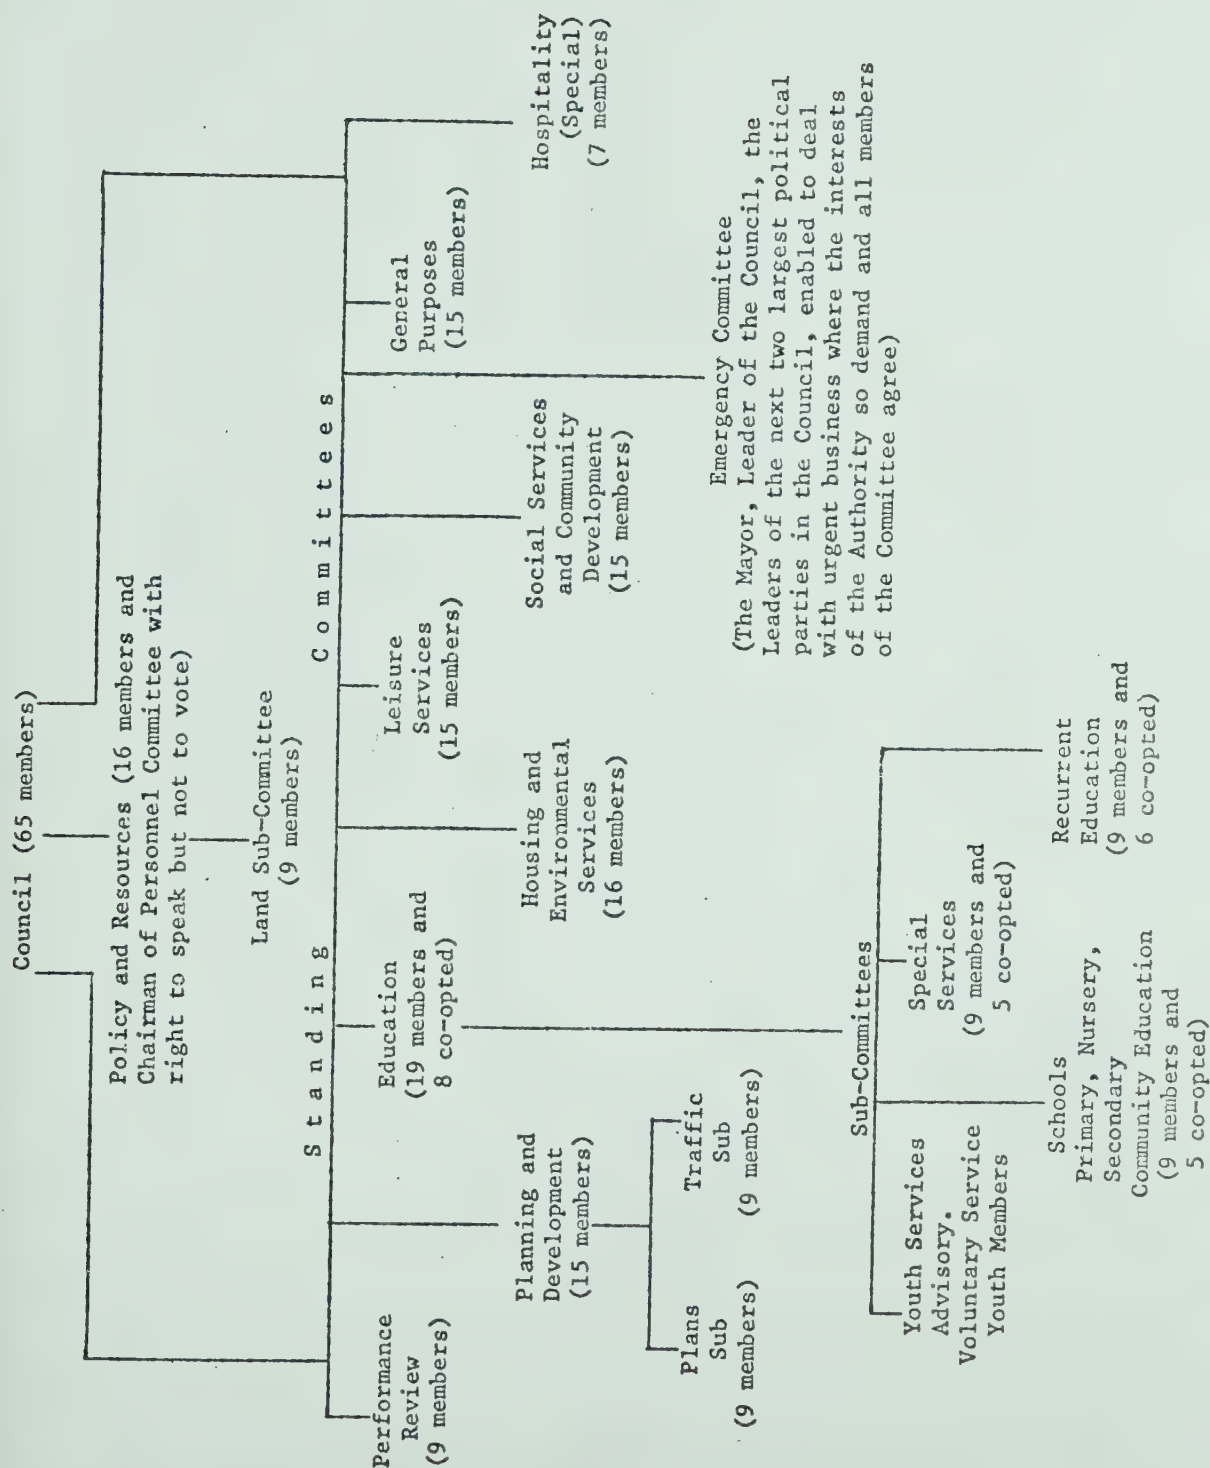 Council (65 members)
Policy and Resources (16 members and
Chairman of Personnel Committee with
right to speak but not to vote)
Land Sub-Committee
(9 members)
Standing Committees
Performance
Review
(9 members)
Planning and
Development
(15 members)
Plans
Sub
(9 members)
Traffic
Sub
(9 members)
Education
(19 members and
8 co-opted)
Housing and
Environmental
Services
(16 members)
Leisure
Services
(15 members)
Social Services
and Community
Development
(15 members)
General
Purposes
(15 members)
Hospitality
(Special)
(7 members)
Emergency Committee
(The Mayor, Leader of the Council, the
Leaders of the next two largest political
parties in the Council, enabled to deal
with urgent business where the interests
of the Authority so demand and all members
of the Committee agree)
Sub-Committees
Youth Services
Advisory.
Voluntary Service
Youth Members
Schools
Primary, Nursery,
Secondary
Community Education
(9 members and
5 co-opted)
Special
Services
(9 members and
5 co-opted)
Recurrent
Education
(9 members and
6 co-opted)